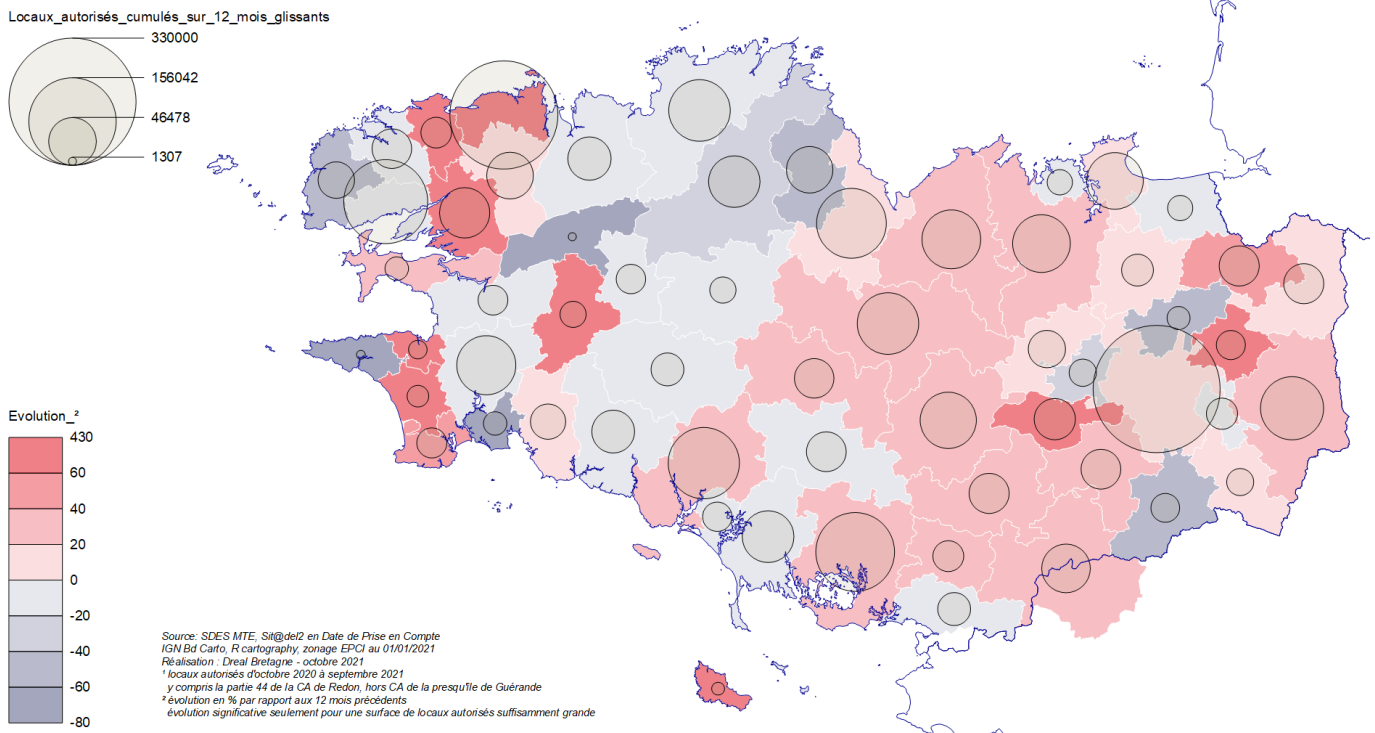 Locaux_autorisés_cumulés_sur_12_mois_glissants
330000
156042
46478
1307
Evolution_²
430
60
40
20
0
-20
-40
-60
-80
Source: SDES MTE, Sit@del2 en Date de Prise en Compte
IGN Bd Carto, R cartography, zonage EPCI au 01/01/2021
Réalisation : Dreal Bretagne - octobre 2021
¹ locaux autorisés d'octobre 2020 à septembre 2021
y compris la partie 44 de la CA de Redon, hors CA de la presqu'île de Guérande
² évolution en % par rapport aux 12 mois précédents
évolution significative seulement pour une surface de locaux autorisés suffisamment grande